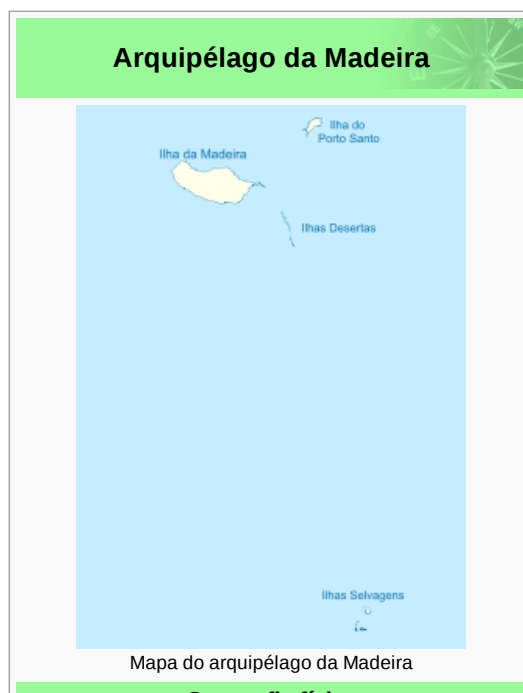 Arquipélago da Madeira
Ilha do
Porto Santo
Ilha da Madeira
Ilhas Desertas
Ilhas Selvagens
Mapa do arquipélago da Madeira